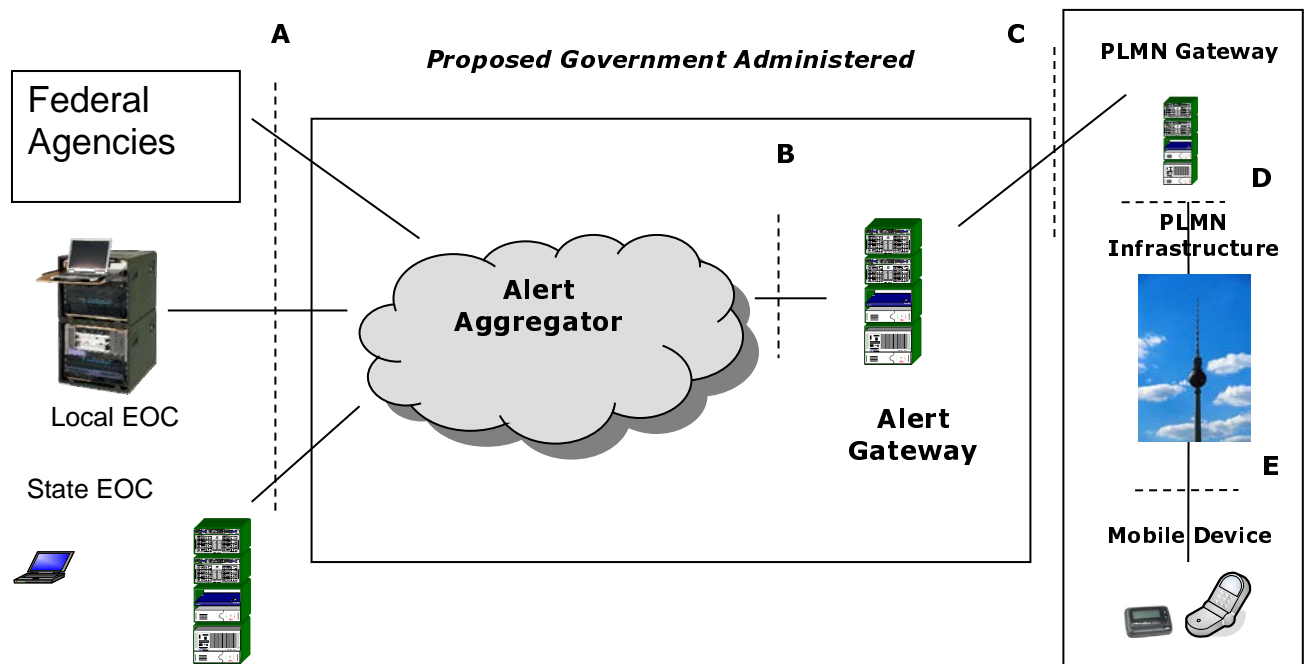 A
Proposed Government Administered
C
PLMN Gateway
Federal
Agencies
B
D
PLMN
Infrastructure
Alert
Aggregator
Local EOC
Alert
Gateway
State EOC
E
Mobile Device